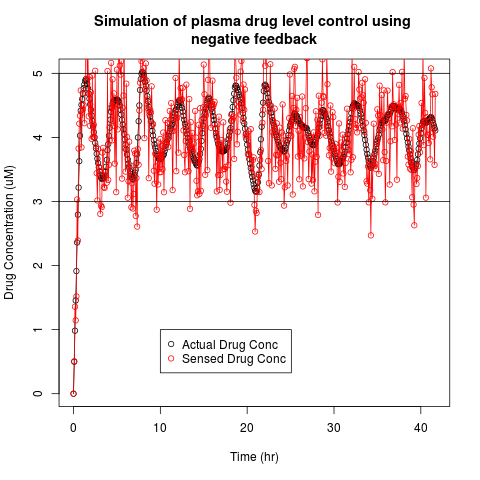 Simulation of plasma drug level control using
negative feedback
Drug Concentration (uM)
5
4
3
2
1
0
Actual Drug Conc
Sensed Drug Conc
0 10 20 30 40
Time (hr)